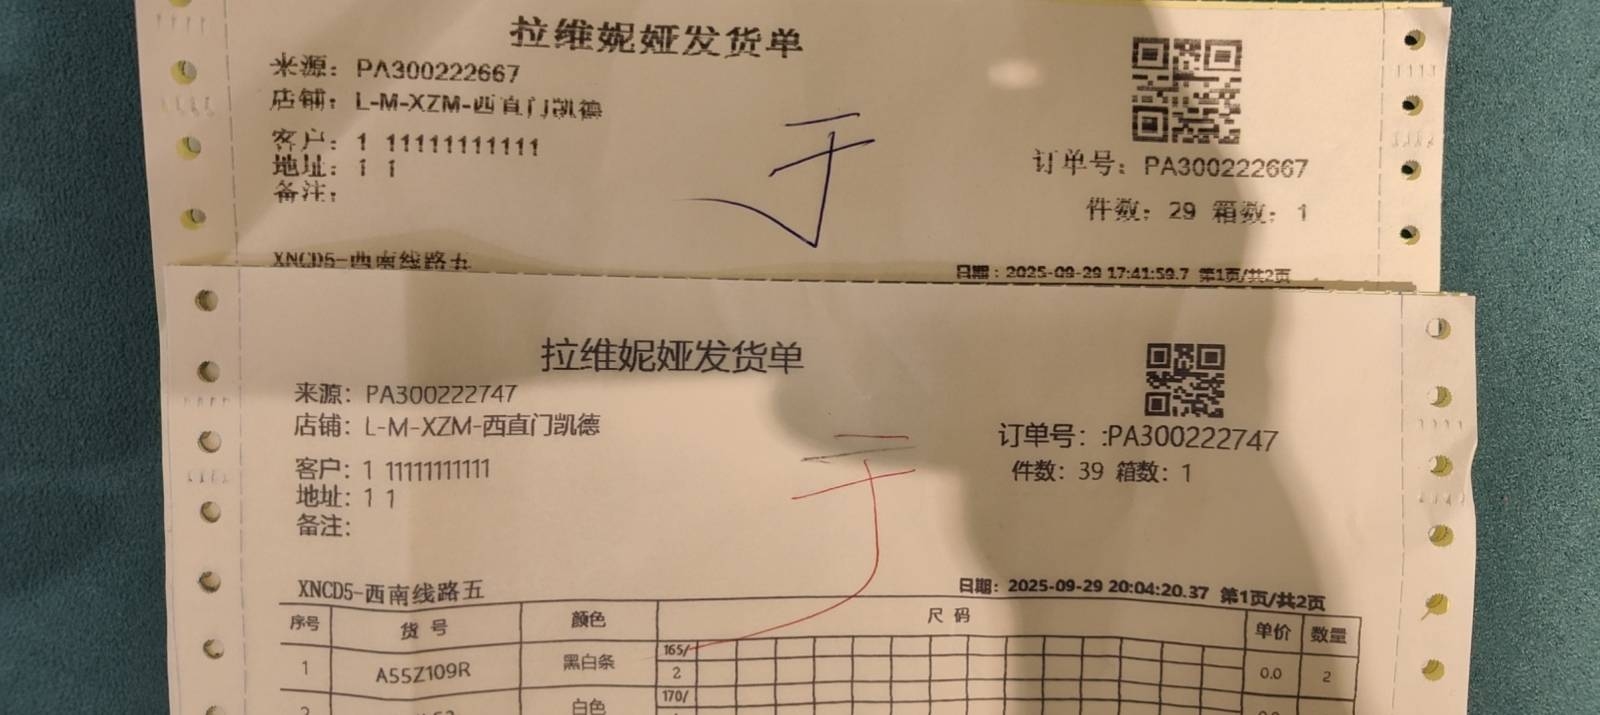 拉维妮娅发货单
来源：PA300222667
店铺：L-M-XZM-西直门凯德
客户：1 11111111111
地址：1 1
备注：
于
订单号：PA300222667
件数：29 箱数：1
XNCD5-西南线路五
日期：2025-09-29 17:41:59.7 第1页/共2页
拉维妮娅发货单
来源：PA300222747
店铺：L-M-XZM-西直门凯德
客户：1 11111111111
地址：1 1
备注：
于
订单号：:PA300222747
件数：39 箱数：1
XNCD5-西南线路五
日期：2025-09-29 20:04:20.37 第1页/共2页
序号 货号 颜色 尺码 单价 数量
1 A55Z109R 黑白条 165/ 2 0.0 2
白色 170/